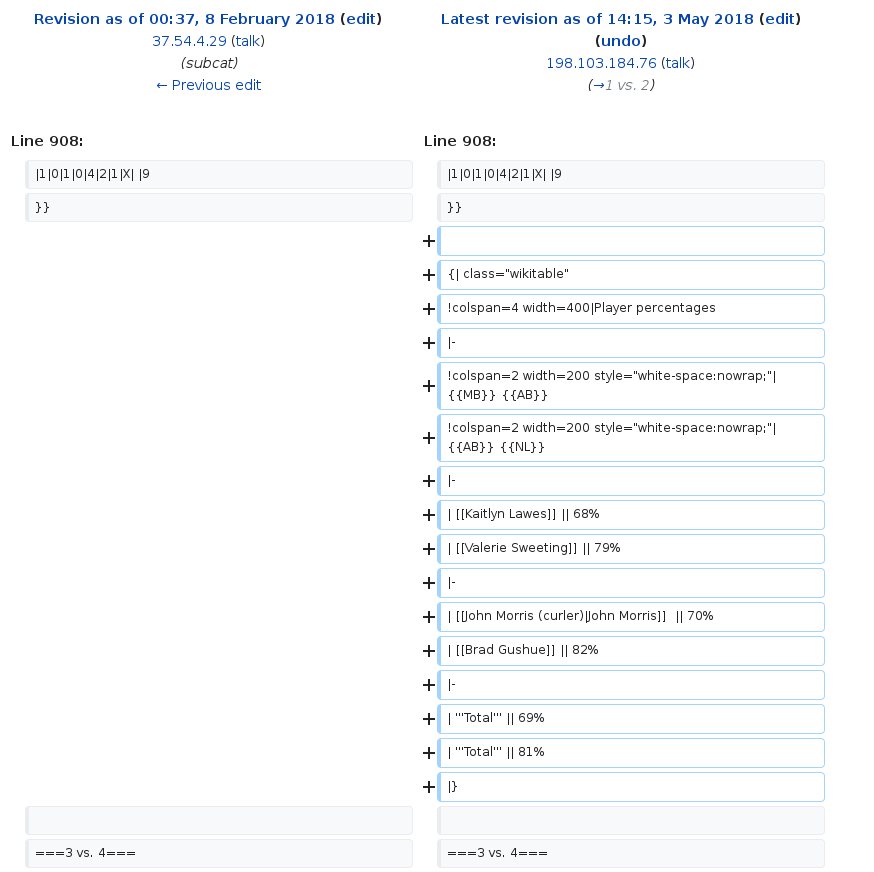 Revision as of 00:37, 8 February 2018 (edit)
37.54.4.29 (talk)
(subcat)
← Previous edit
Latest revision as of 14:15, 3 May 2018 (edit)
(undo)
198.103.184.76 (talk)
(→1 vs. 2)
Line 908:
Line 908:
|1|0|1|0|4|2|1|X| |9
|1|0|1|0|4|2|1|X| |9
}}
}}
+
+ {| class="wikitable"
+ !colspan=4 width=400|Player percentages
+ |-
+ !colspan=2 width=200 style="white-space:nowrap;"|
{{MB}} {{AB}}
+ !colspan=2 width=200 style="white-space:nowrap;"|
{{AB}} {{NL}}
+ |-
+ | [[Kaitlyn Lawes]] || 68%
+ | [[Valerie Sweeting]] || 79%
+ |-
+ | [[John Morris (curler)|John Morris]]  || 70%
+ | [[Brad Gushue]] || 82%
+ |-
+ | '''Total''' || 69%
+ | '''Total''' || 81%
+ |}
===3 vs. 4===
===3 vs. 4===